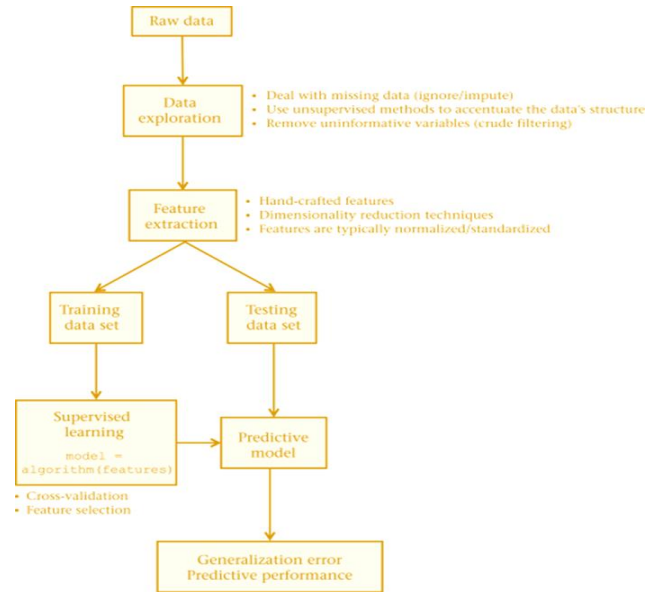 Raw data
Data
exploration
• Deal with missing data (ignore/impute)
• Use unsupervised methods to accentuate the data's structure
• Remove uninformative variables (crude filtering)
Feature
extraction
• Hand-crafted features
• Dimensionality reduction techniques
• Features are typically normalized/standardized
Training
data set
Testing
data set
Supervised
learning
model =
algorithm(features)
• Cross-validation
• Feature selection
Predictive
model
Generalization error
Predictive performance